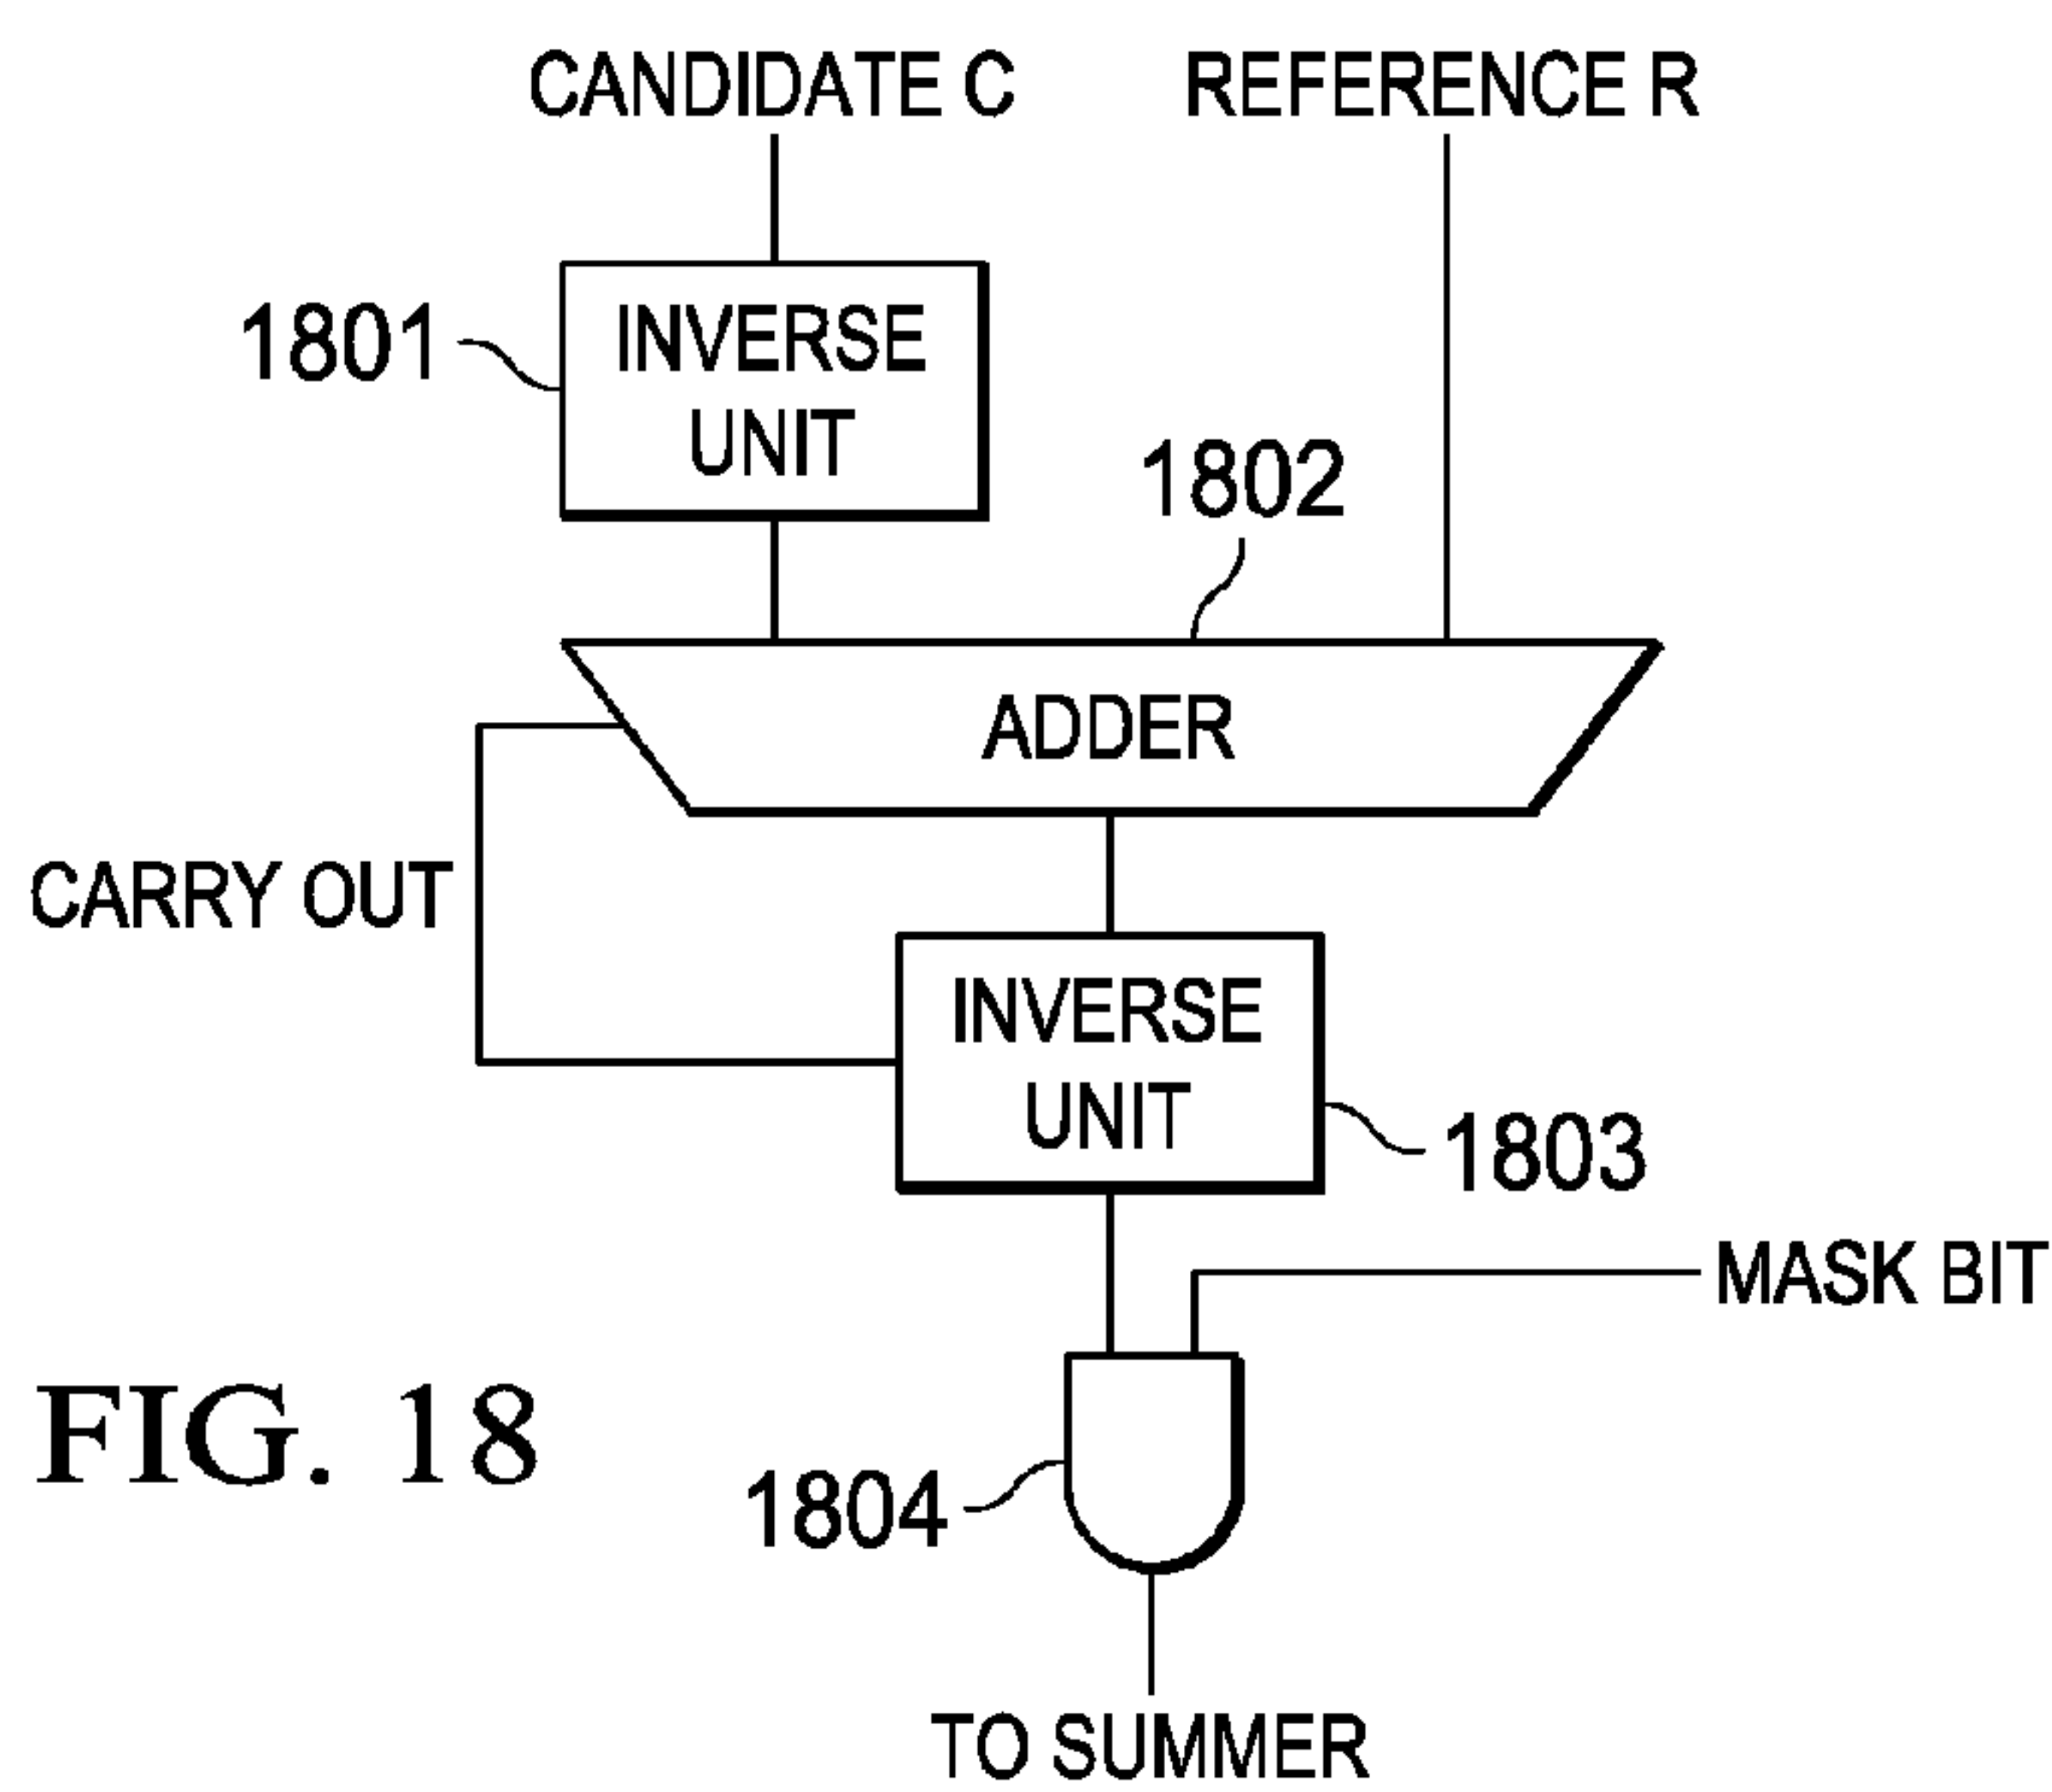 CANDIDATE C
REFERENCE R
1801
INVERSE
UNIT
1802
ADDER
CARRY OUT
INVERSE
UNIT
1803
MASK BIT
FIG. 18
1804
TO SUMMER